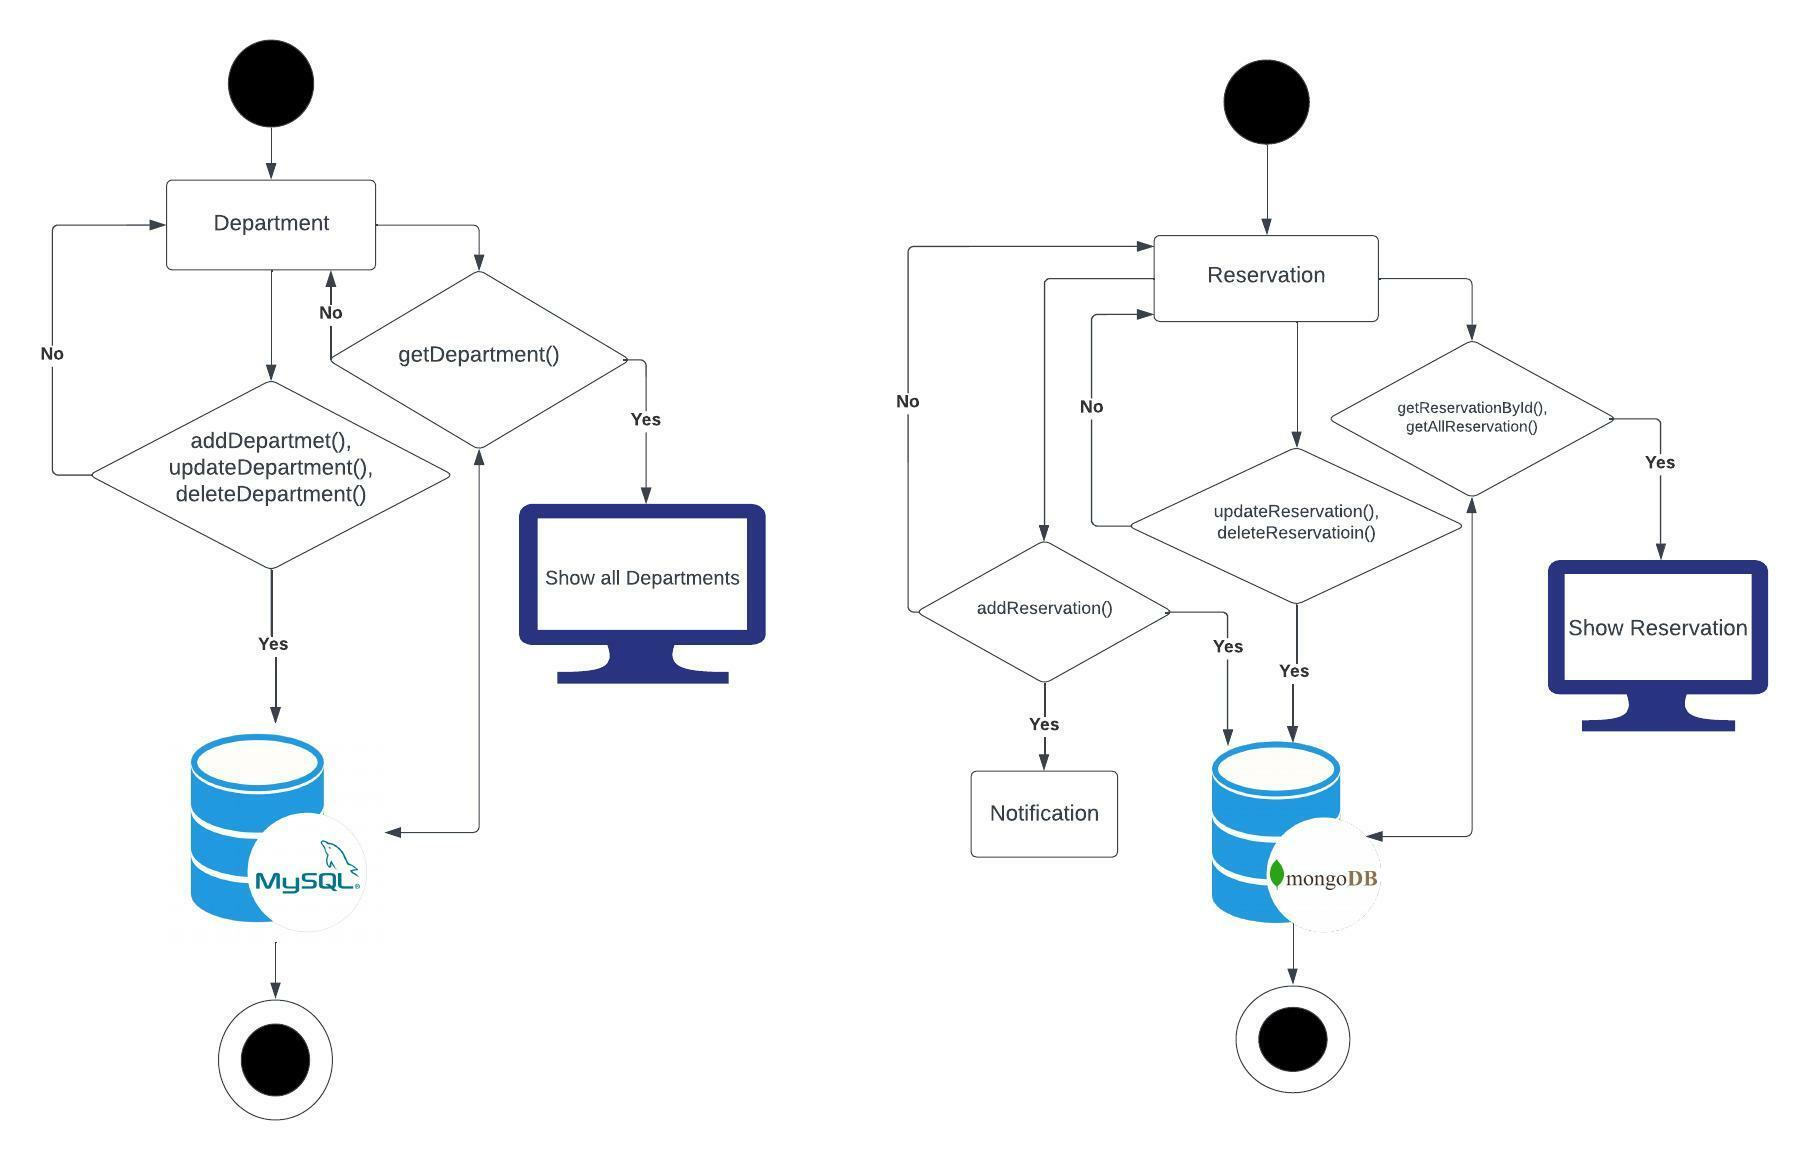 Department
No
getDepartment()
No
Yes
addDepartmet(),
updateDepartment(),
deleteDepartment()
Show all Departments
Yes
MySQL®
Reservation
No
No
getReservationById(),
getAllReservation()
Yes
updateReservation(),
deleteReservatioin()
addReservation()
Show Reservation
Yes
Yes
Yes
Notification
mongoDB